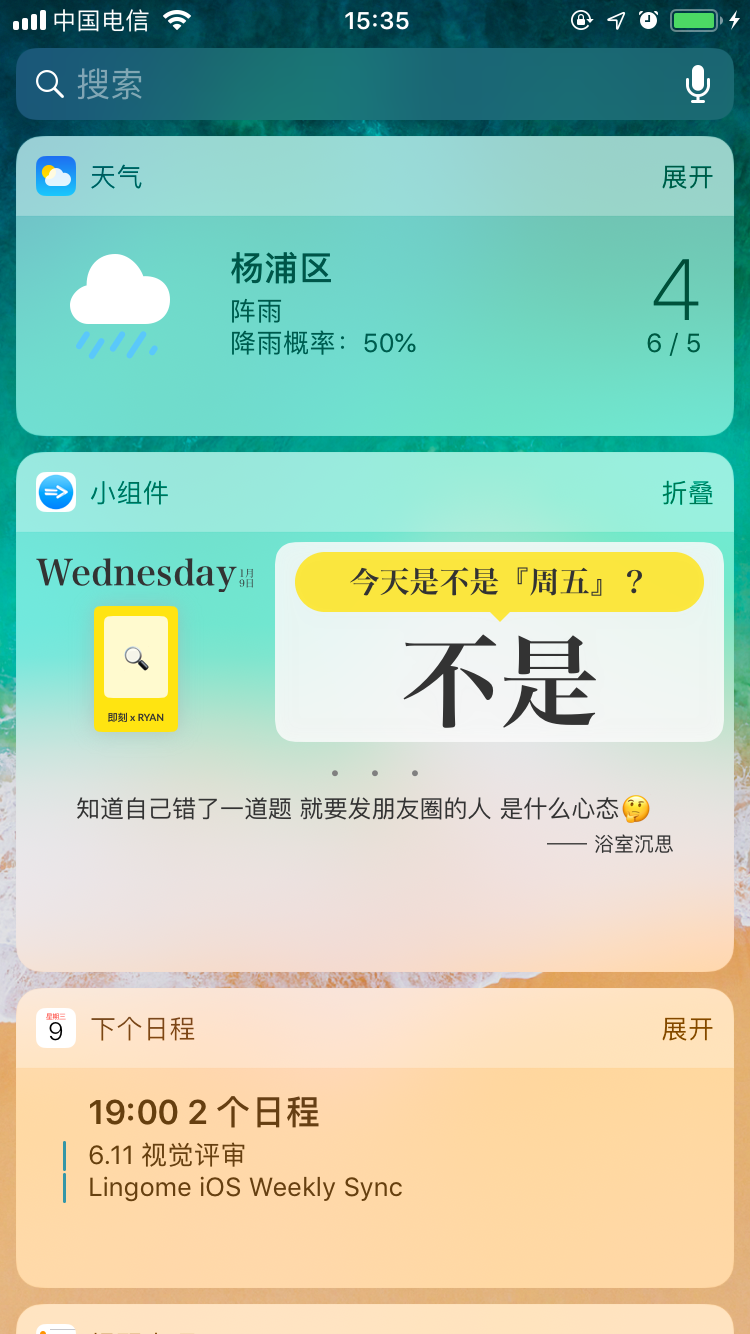 中国电信
15:35
搜索
天气
展开
杨浦区
阵雨
降雨概率：50%
4
6 / 5
小组件
折叠
Wednesday
1月
9日
即刻 x RYAN
今天是不是『周五』？
不是
知道自己错了一道题 就要发朋友圈的人 是什么心态🤔
—— 浴室沉思
星期三
9
下个日程
展开
19:00 2 个日程
6.11 视觉评审
Lingome iOS Weekly Sync